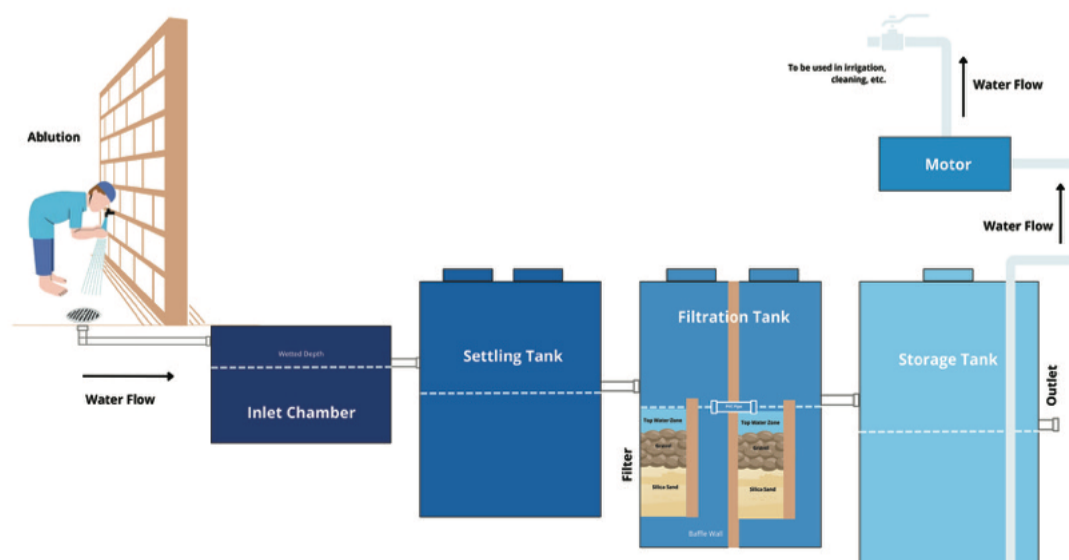 Ablution
Water Flow
Wetted Depth
Inlet Chamber
Settling Tank
Filtration Tank
PVC Pipe
Top Water Zone
Gravel
Silica Sand
Top Water Zone
Gravel
Silica Sand
Filter
Baffle Wall
Storage Tank
Outlet
Water Flow
Motor
Water Flow
To be used in irrigation,
cleaning, etc.